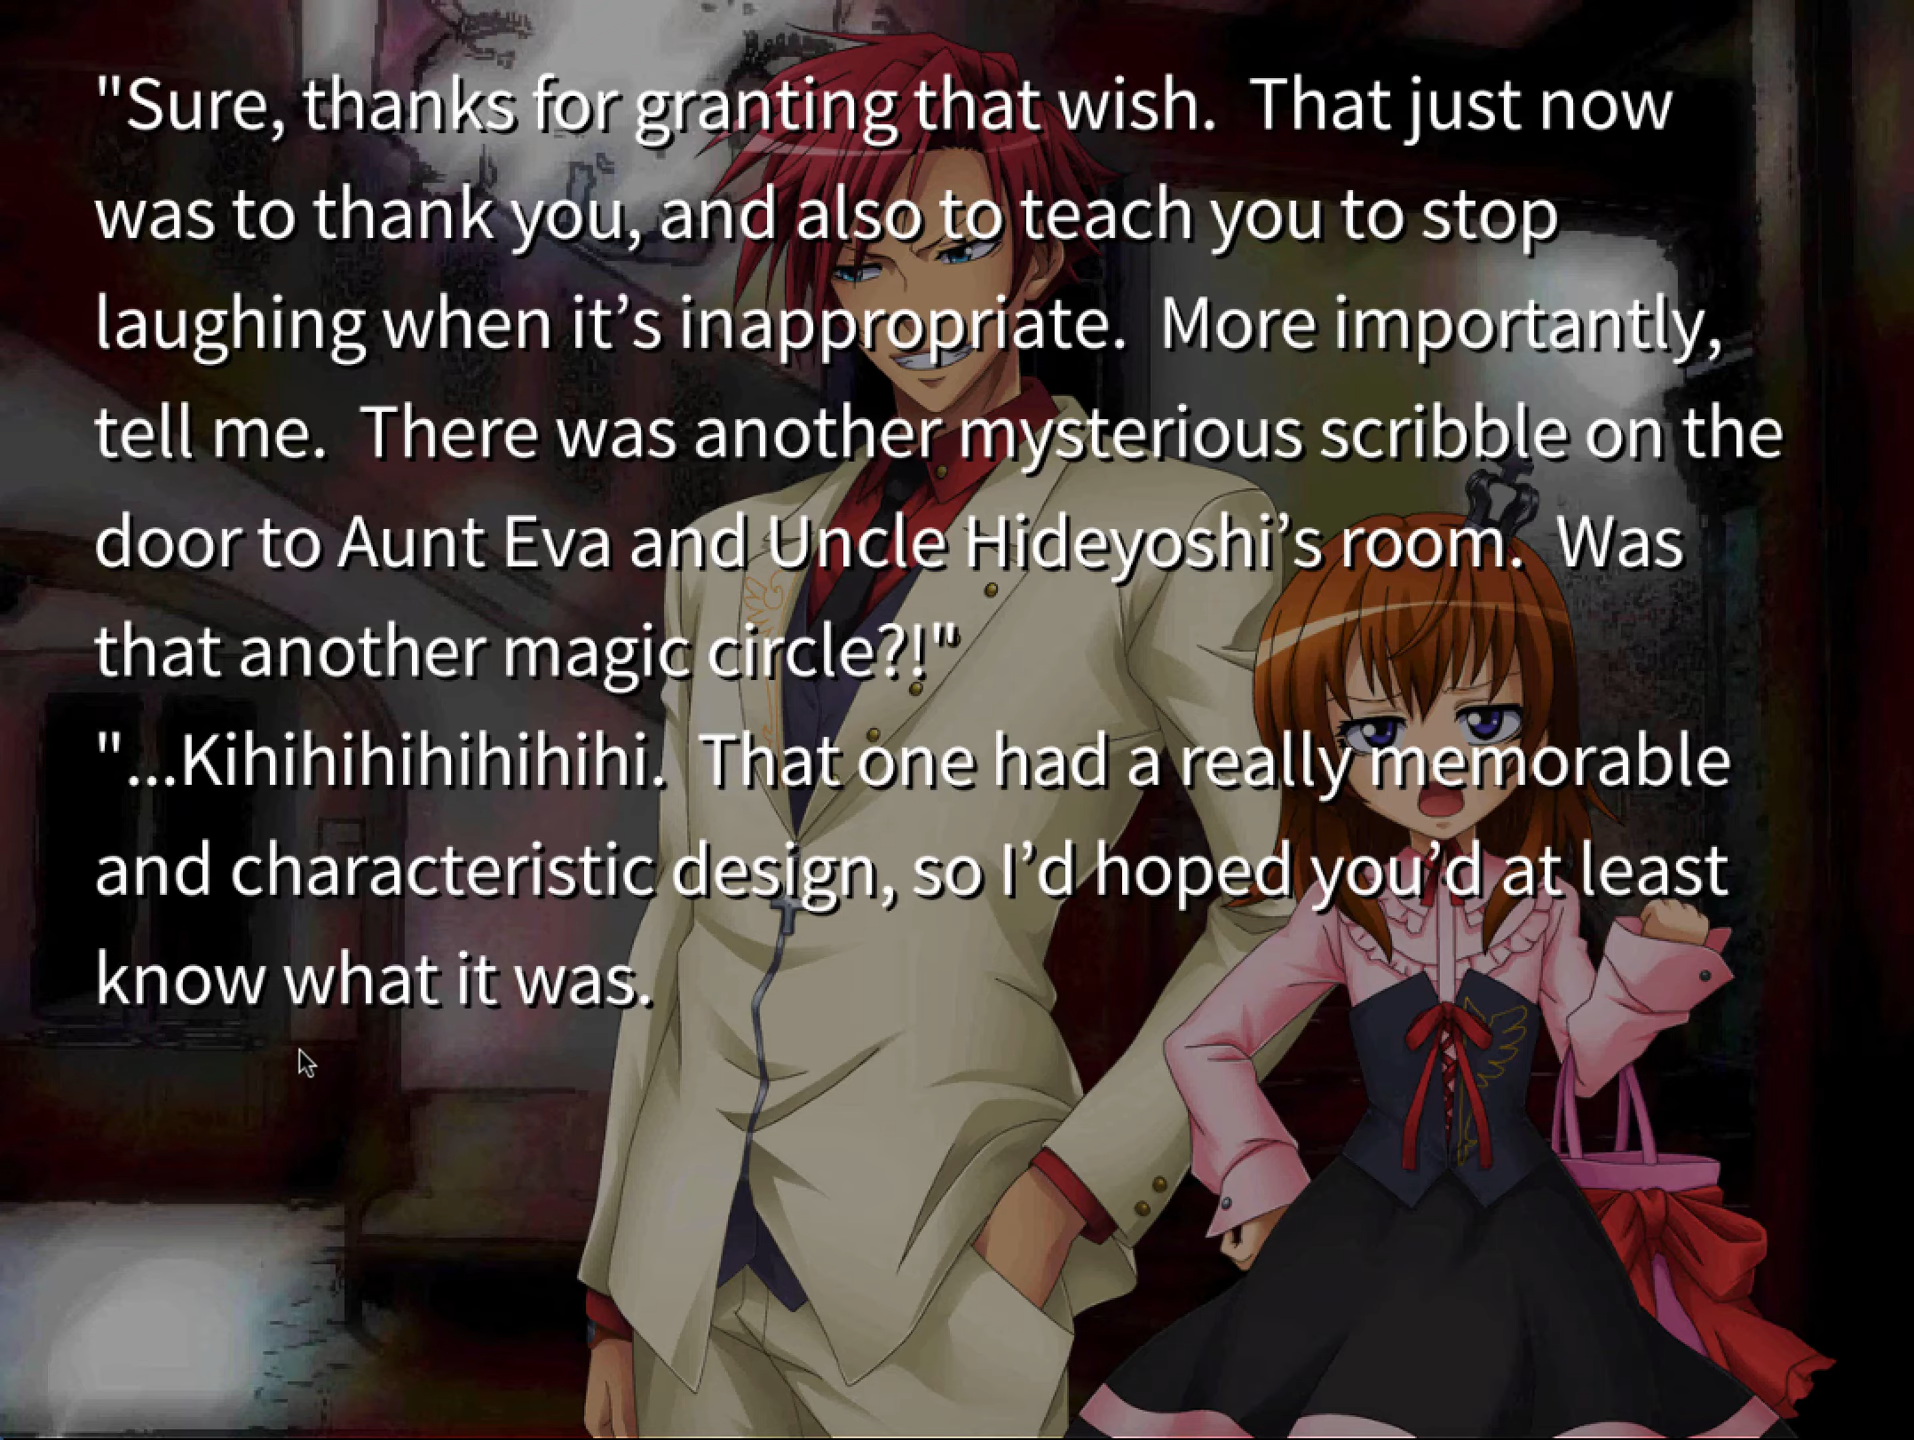 "Sure, thanks for granting that wish.  That just now
was to thank you, and also to teach you to stop
laughing when it’s inappropriate.  More importantly,
tell me.  There was another mysterious scribble on the
door to Aunt Eva and Uncle Hideyoshi’s room.  Was
that another magic circle?!"
"...Kihihihihihihihi.  That one had a really memorable
and characteristic design, so I’d hoped you’d at least
know what it was.